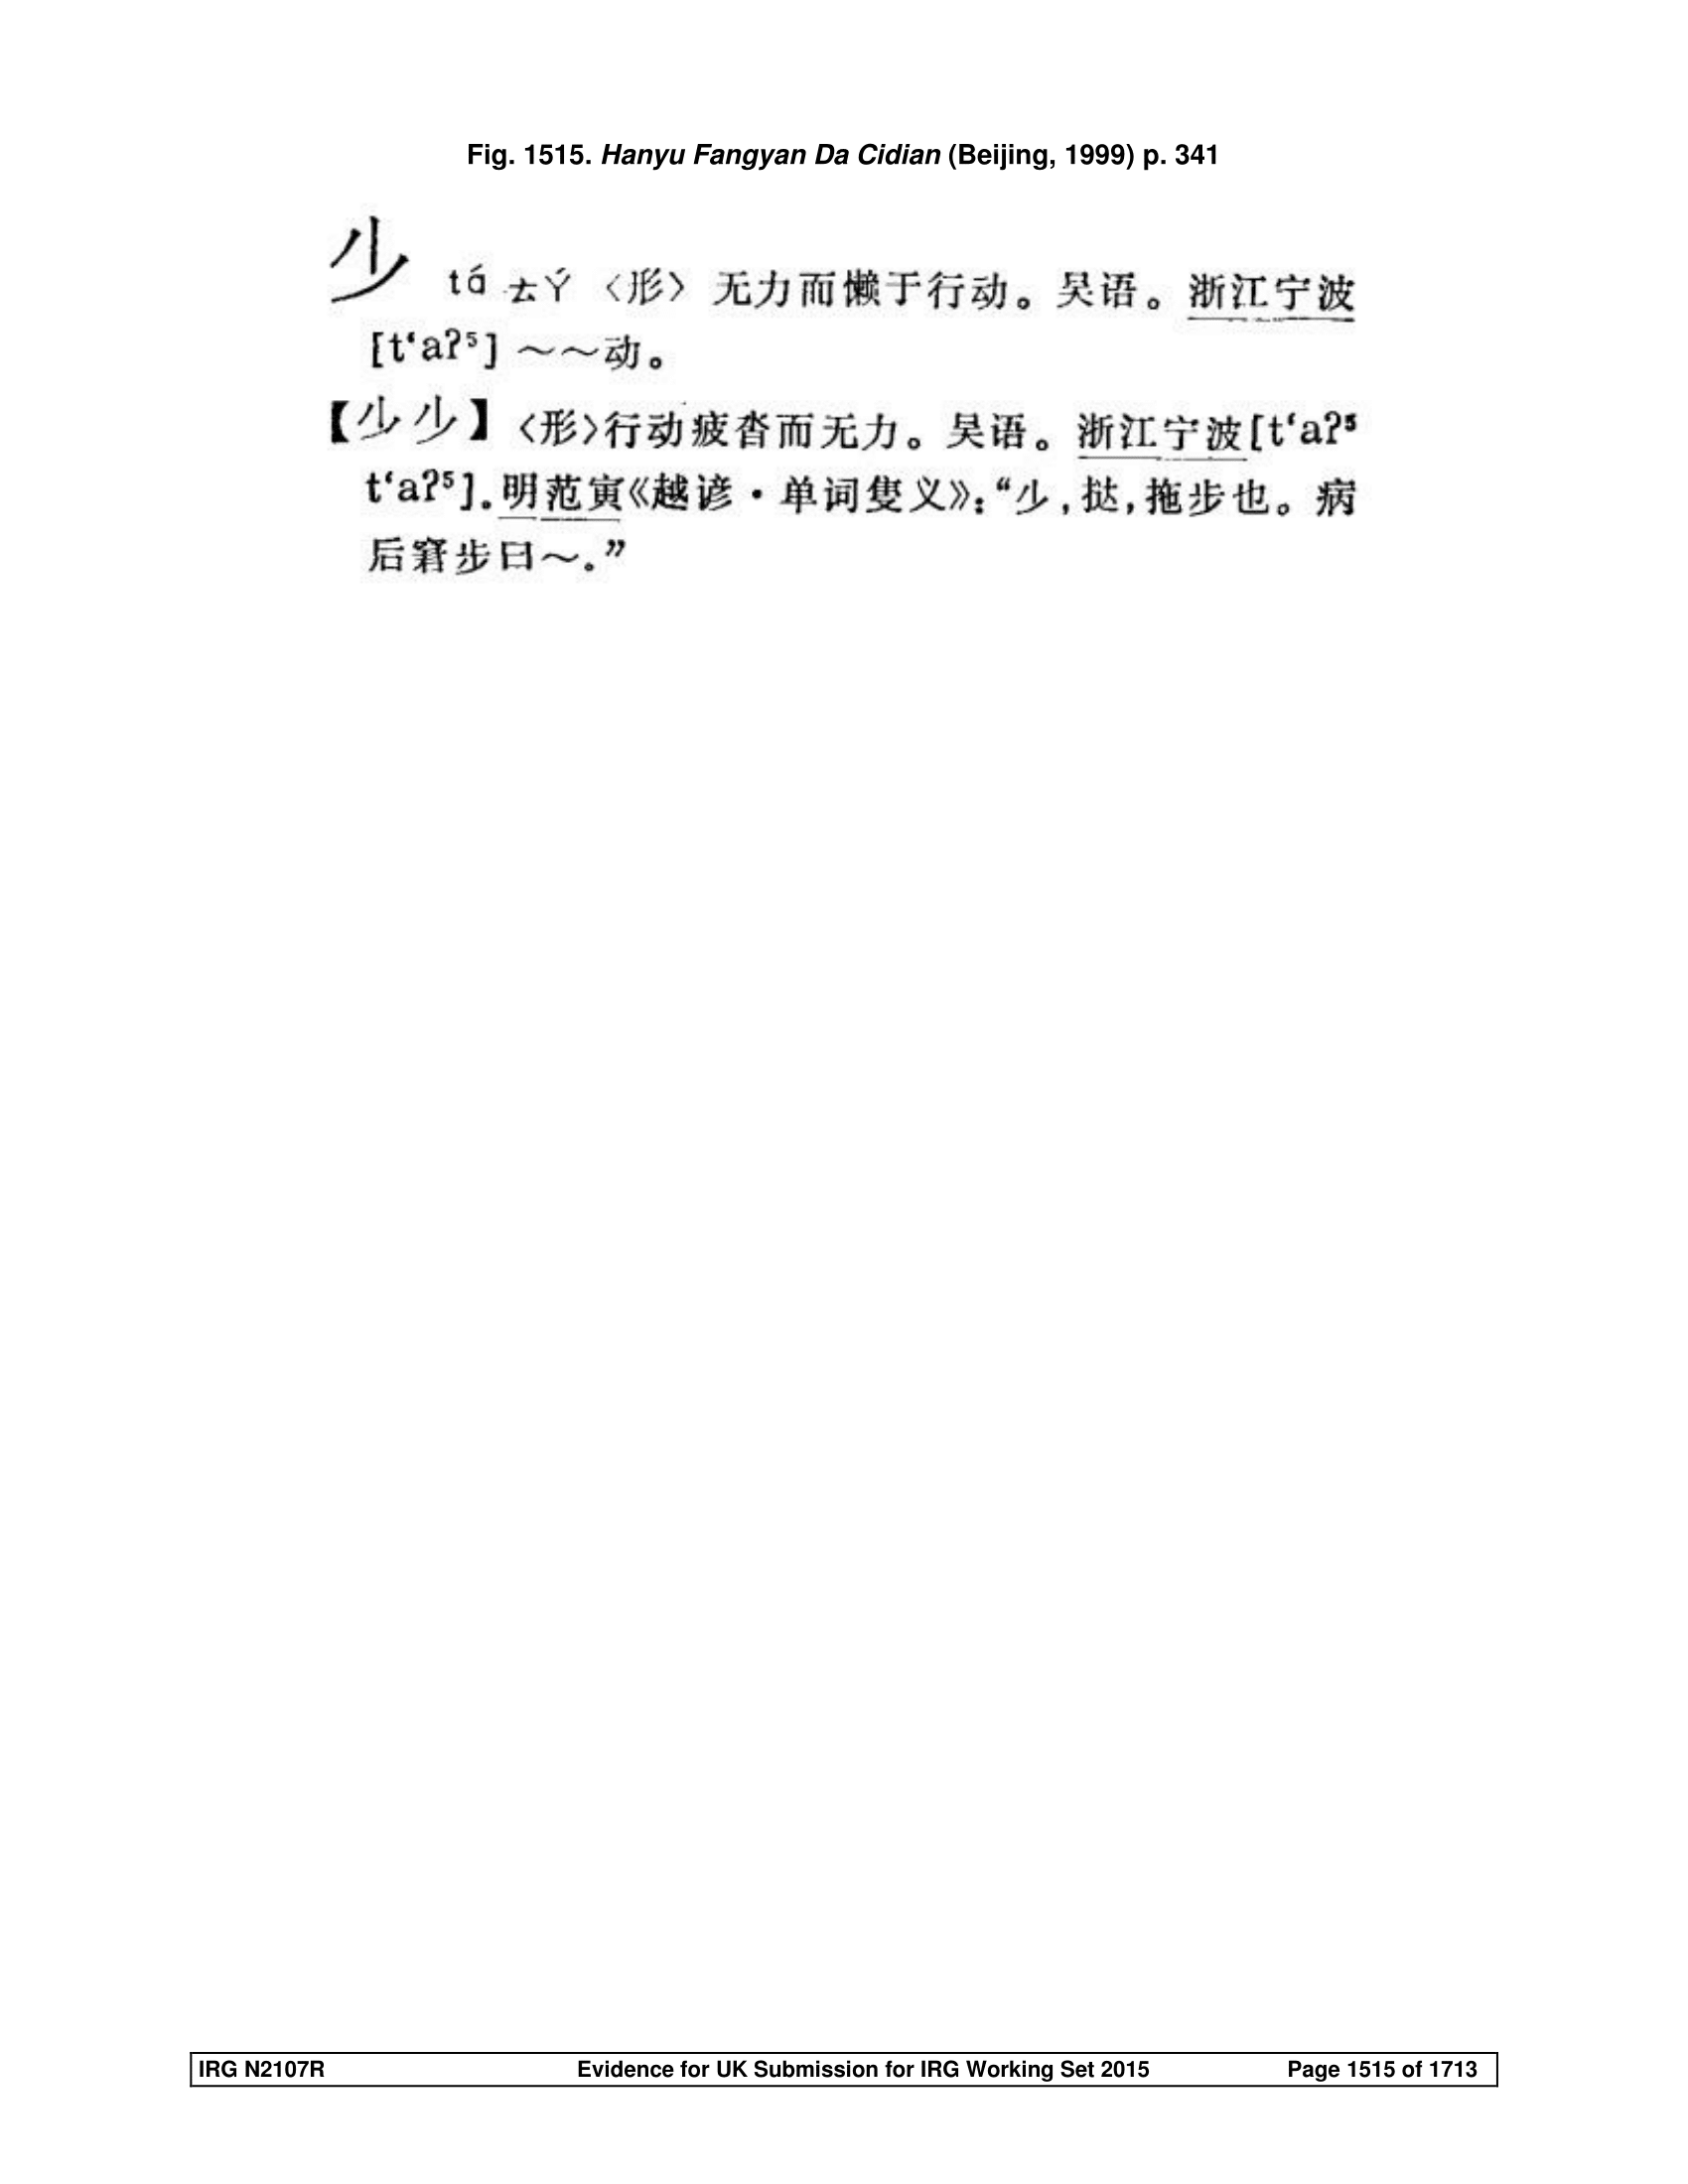 Fig. 1515. Hanyu Fangyan Da Cidian (Beijing, 1999) p. 341
少 tá ㄊㄚˊ〈形〉无力而懒于行动。吴语。浙江宁波
[t‘aʔ⁵] ～～动。
【少少】〈形〉行动疲沓而无力。吴语。浙江宁波[t‘aʔ⁵
t‘aʔ⁵]. 明范寅《越谚·单词隻义》:“少,挞,拖步也。病
后窘步曰～。”
IRG N2107R Evidence for UK Submission for IRG Working Set 2015 Page 1515 of 1713